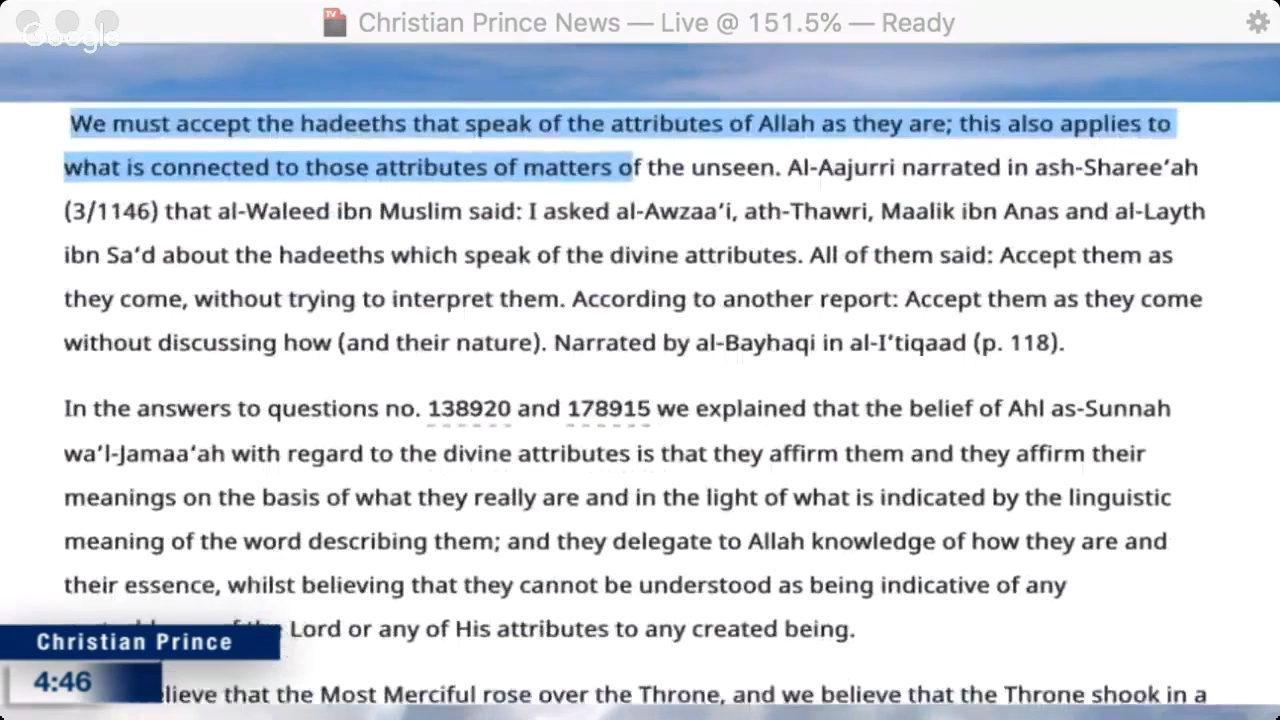 Christian Prince News — Live @ 151.5% — Ready
Google
We must accept the hadeeths that speak of the attributes of Allah as they are; this also applies to
what is connected to those attributes of matters of the unseen. Al-Aajurri narrated in ash-Sharee‘ah
(3/1146) that al-Waleed ibn Muslim said: I asked al-Awzaa‘i, ath-Thawri, Maalik ibn Anas and al-Layth
ibn Sa‘d about the hadeeths which speak of the divine attributes. All of them said: Accept them as
they come, without trying to interpret them. According to another report: Accept them as they come
without discussing how (and their nature). Narrated by al-Bayhaqi in al-I‘tiqaad (p. 118).
In the answers to questions no. 138920 and 178915 we explained that the belief of Ahl as-Sunnah
wa’l-Jamaa‘ah with regard to the divine attributes is that they affirm them and they affirm their
meanings on the basis of what they really are and in the light of what is indicated by the linguistic
meaning of the word describing them; and they delegate to Allah knowledge of how they are and
their essence, whilst believing that they cannot be understood as being indicative of any
Lord or any of His attributes to any created being.
Christian Prince
4:46
that the Most Merciful rose over the Throne, and we believe that the Throne shook in a